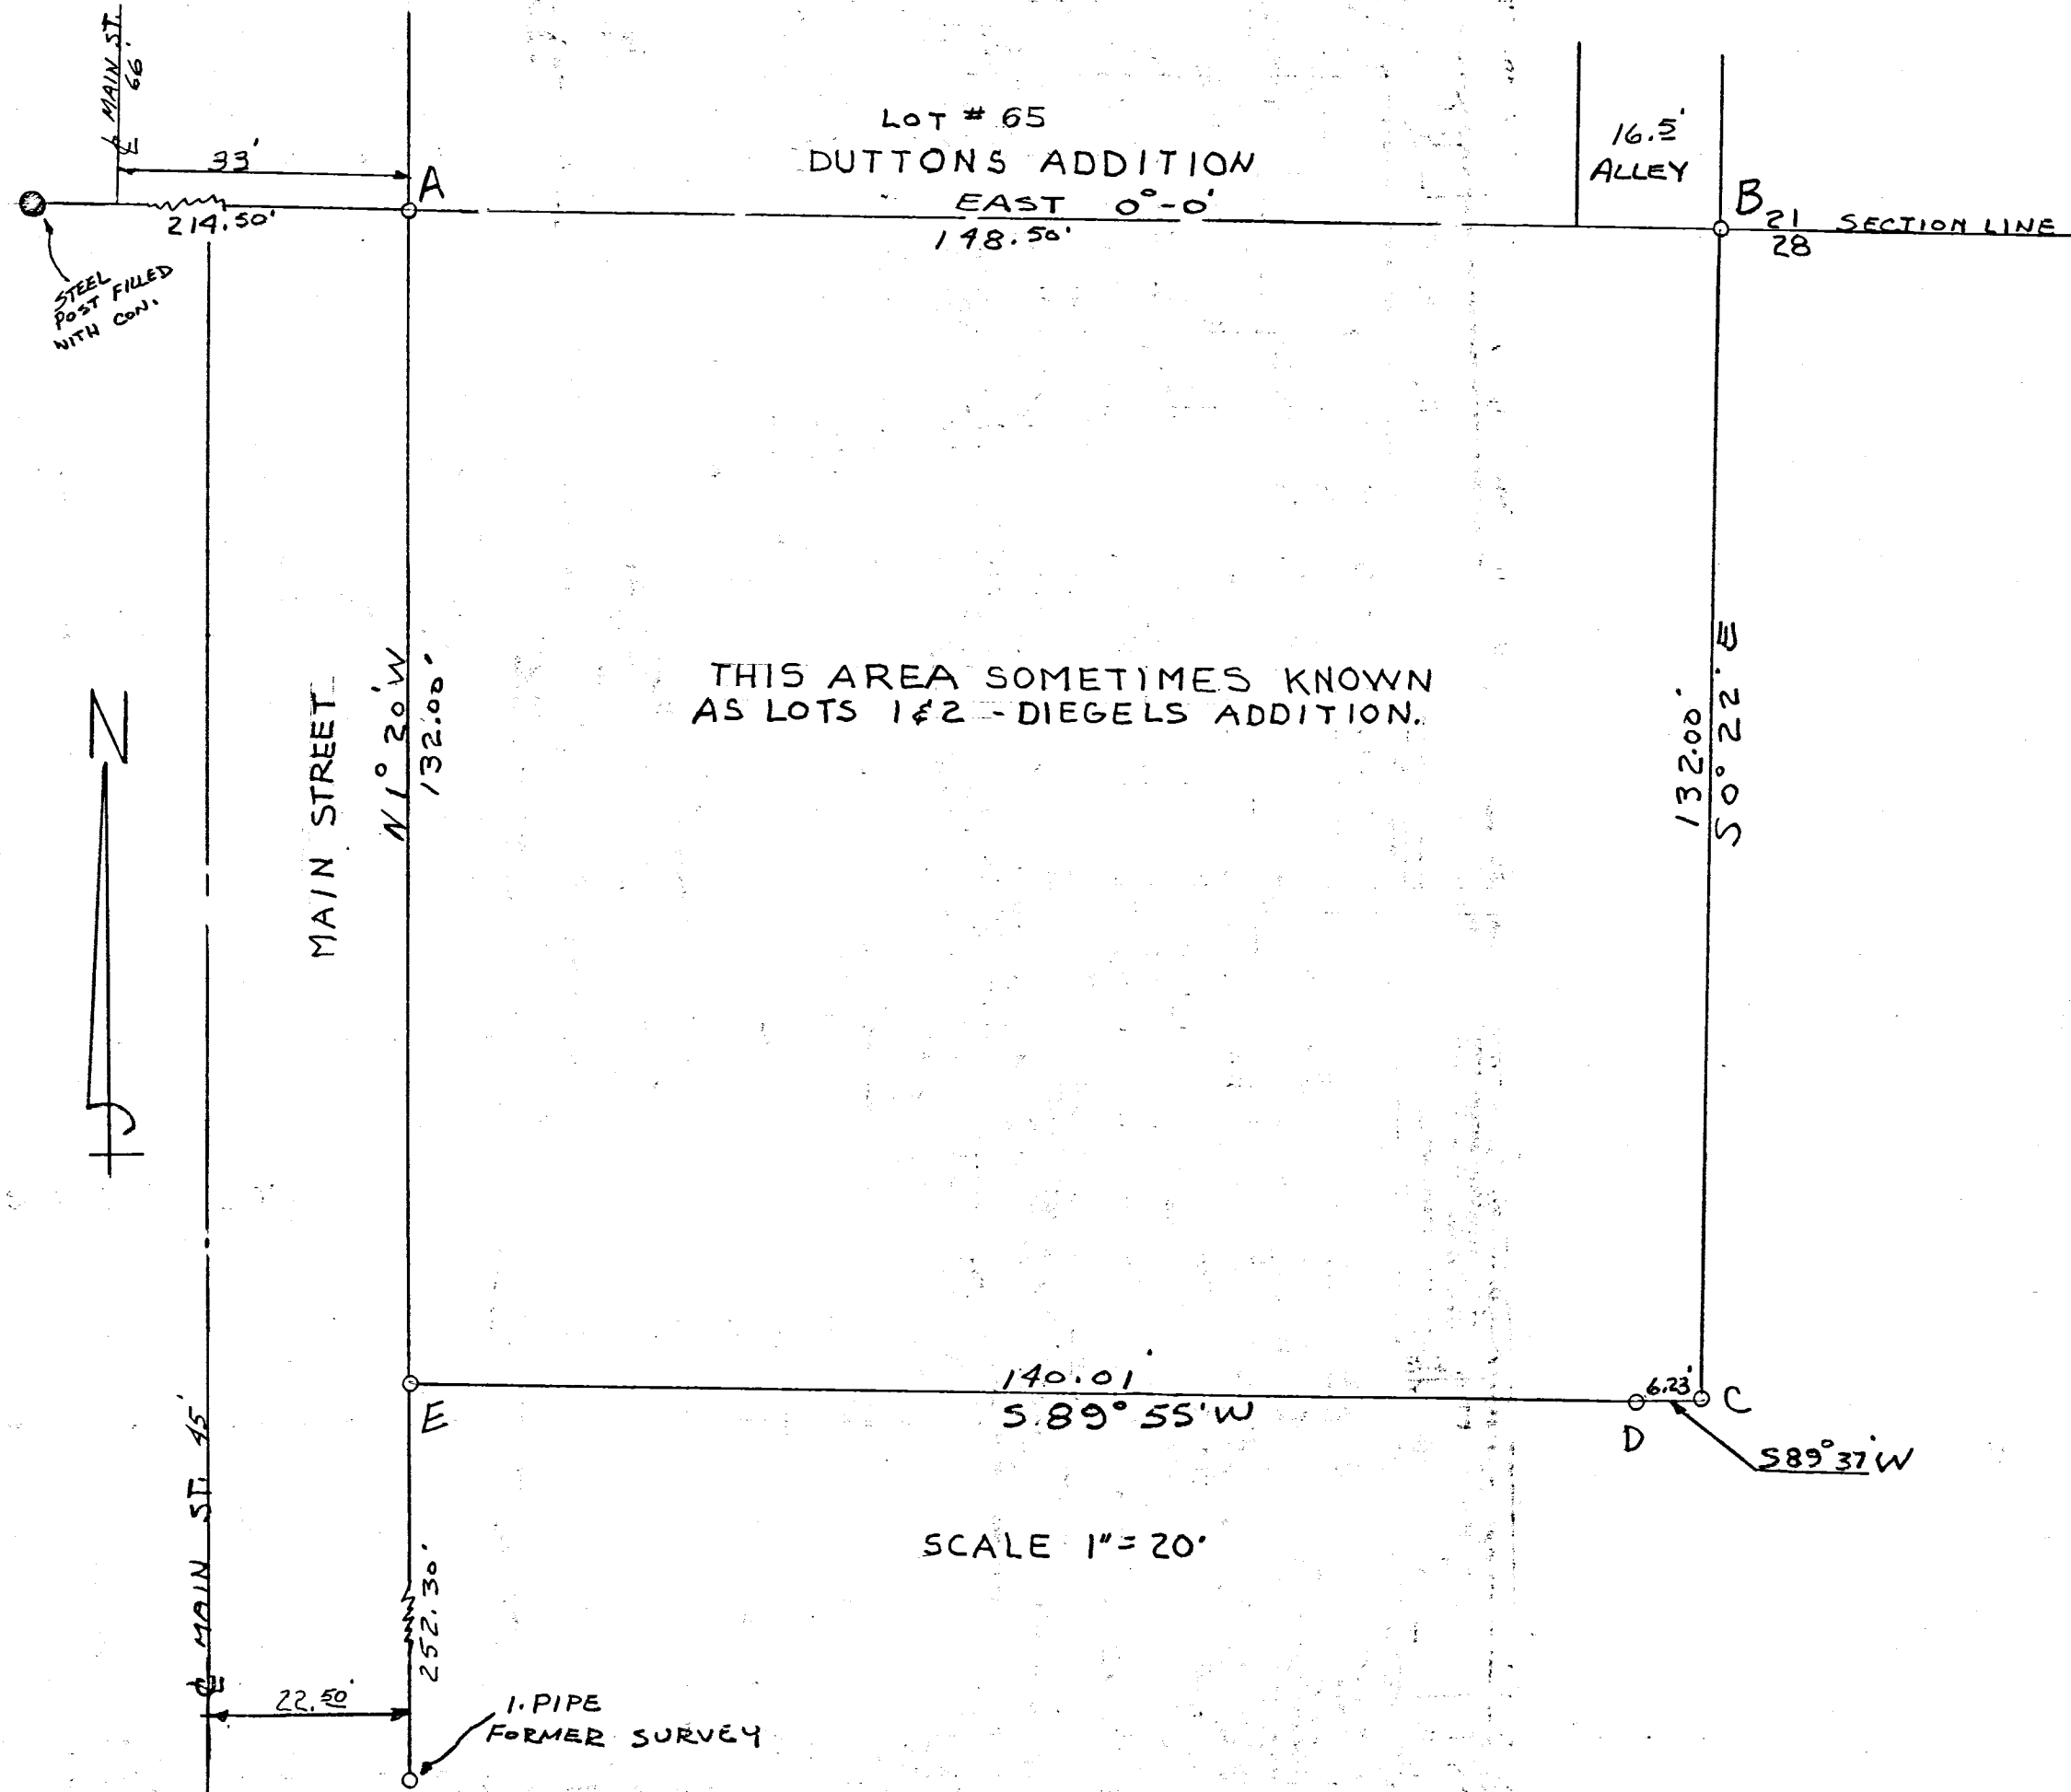 ℄ MAIN ST.
66'
33'
A
LOT # 65
DUTTONS ADDITION
EAST 0°-0'
148.50'
16.5'
ALLEY
B
21
28
SECTION LINE
214.50'
STEEL
POST FILLED
WITH CON.
N
MAIN STREET
N 1° 20' W
132.00'
THIS AREA SOMETIMES KNOWN
AS LOTS 1 & 2 - DIEGELS ADDITION.
132.00'
S 0° 22' E
140.01'
S 89° 55' W
6.23'
C
D
E
S 89° 37' W
SCALE 1" = 20'
℄ MAIN ST. 45'
252.30'
22.50'
I. PIPE
FORMER SURVEY